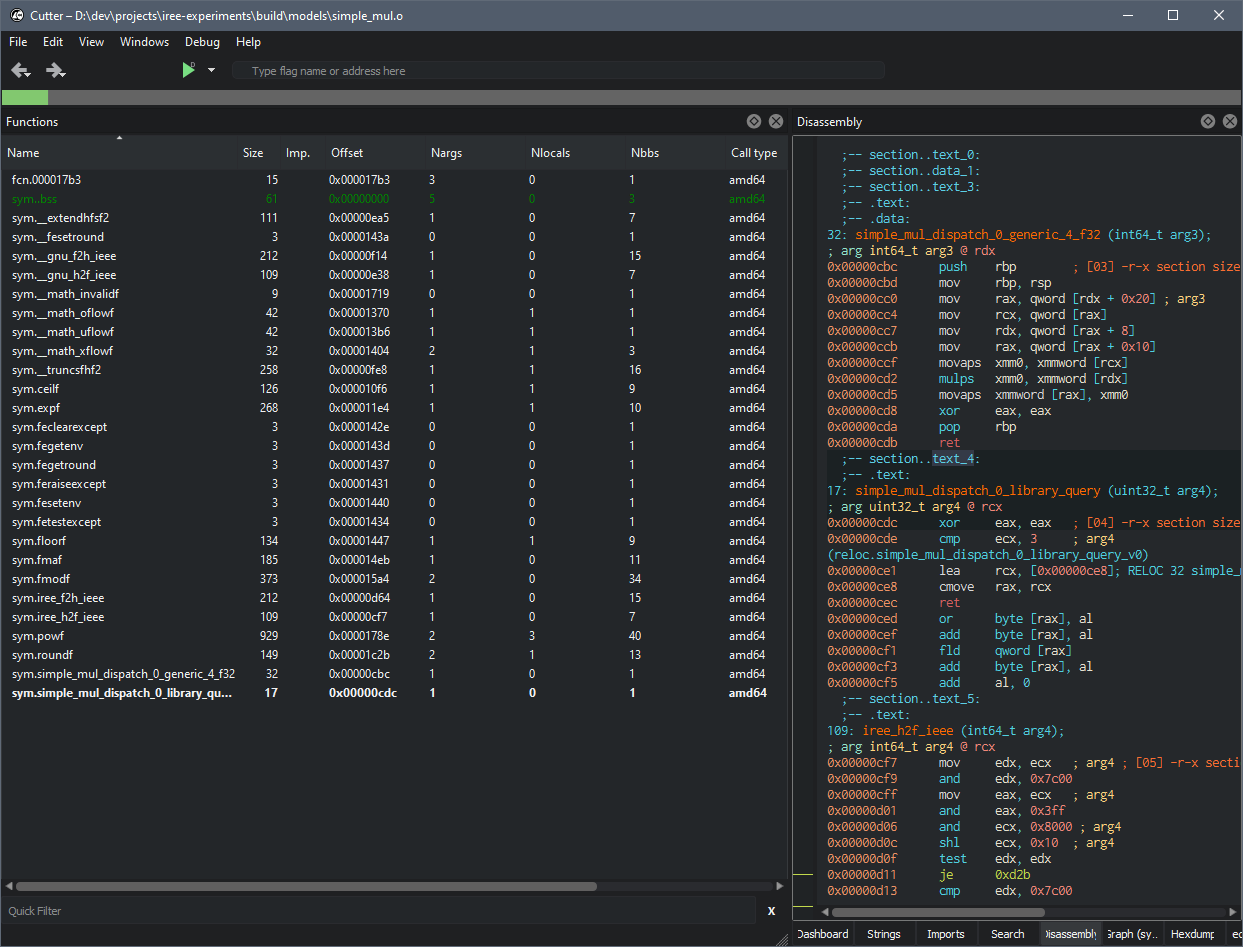 Cutter – D:\dev\projects\iree-experiments\build\models\simple_mul.o
File Edit View Windows Debug Help
Type flag name or address here
Functions
Name Size Imp. Offset Nargs Nlocals Nbbs Call type
fcn.000017b3 15 0x000017b3 3 0 1 amd64
sym..bss 61 0x00000000 5 0 3 amd64
sym.__extendhfsf2 111 0x00000ea5 1 0 7 amd64
sym.__fesetround 3 0x0000143a 0 0 1 amd64
sym.__gnu_f2h_ieee 212 0x00000f14 1 0 15 amd64
sym.__gnu_h2f_ieee 109 0x00000e38 1 0 7 amd64
sym.__math_invalidf 9 0x00001719 0 0 1 amd64
sym.__math_oflowf 42 0x00001370 1 1 1 amd64
sym.__math_uflowf 42 0x000013b6 1 1 1 amd64
sym.__math_xflowf 32 0x00001404 2 1 3 amd64
sym.__truncsfhf2 258 0x00000fe8 1 1 16 amd64
sym.ceilf 126 0x000010f6 1 1 9 amd64
sym.expf 268 0x000011e4 1 1 10 amd64
sym.feclearexcept 3 0x0000142e 0 0 1 amd64
sym.fegetenv 3 0x0000143d 0 0 1 amd64
sym.fegetround 3 0x00001437 0 0 1 amd64
sym.feraiseexcept 3 0x00001431 0 0 1 amd64
sym.fesetenv 3 0x00001440 0 0 1 amd64
sym.fetestexcept 3 0x00001434 0 0 1 amd64
sym.floorf 134 0x00001447 1 1 9 amd64
sym.fmaf 185 0x000014eb 1 0 11 amd64
sym.fmodf 373 0x000015a4 2 0 34 amd64
sym.iree_f2h_ieee 212 0x00000d64 1 0 15 amd64
sym.iree_h2f_ieee 109 0x00000cf7 1 0 7 amd64
sym.powf 929 0x0000178e 2 3 40 amd64
sym.roundf 149 0x00001c2b 2 1 13 amd64
sym.simple_mul_dispatch_0_generic_4_f32 32 0x00000cbc 1 0 1 amd64
sym.simple_mul_dispatch_0_library_qu... 17 0x00000cdc 1 0 1 amd64
Quick Filter X
Disassembly
;-- section..text_0:
;-- section..data_1:
;-- section..text_3:
;-- .text:
;-- .data:
32: simple_mul_dispatch_0_generic_4_f32 (int64_t arg3);
; arg int64_t arg3 @ rdx
0x00000cbc push rbp ; [03] -r-x section size
0x00000cbd mov rbp, rsp
0x00000cc0 mov rax, qword [rdx + 0x20] ; arg3
0x00000cc4 mov rcx, qword [rax]
0x00000cc7 mov rdx, qword [rax + 8]
0x00000ccb mov rax, qword [rax + 0x10]
0x00000ccf movaps xmm0, xmmword [rcx]
0x00000cd2 mulps xmm0, xmmword [rdx]
0x00000cd5 movaps xmmword [rax], xmm0
0x00000cd8 xor eax, eax
0x00000cda pop rbp
0x00000cdb ret
;-- section..text_4:
;-- .text:
17: simple_mul_dispatch_0_library_query (uint32_t arg4);
; arg uint32_t arg4 @ rcx
0x00000cdc xor eax, eax ; [04] -r-x section size
0x00000cde cmp ecx, 3 ; arg4
(reloc.simple_mul_dispatch_0_library_query_v0)
0x00000ce1 lea rcx, [0x00000ce8]; RELOC 32 simple_
0x00000ce8 cmove rax, rcx
0x00000cec ret
0x00000ced or byte [rax], al
0x00000cef add byte [rax], al
0x00000cf1 fld qword [rax]
0x00000cf3 add byte [rax], al
0x00000cf5 add al, 0
;-- section..text_5:
;-- .text:
109: iree_h2f_ieee (int64_t arg4);
; arg int64_t arg4 @ rcx
0x00000cf7 mov edx, ecx ; arg4 ; [05] -r-x secti
0x00000cf9 and edx, 0x7c00
0x00000cff mov eax, ecx ; arg4
0x00000d01 and eax, 0x3ff
0x00000d06 and ecx, 0x8000 ; arg4
0x00000d0c shl ecx, 0x10 ; arg4
0x00000d0f test edx, edx
0x00000d11 je 0xd2b
0x00000d13 cmp edx, 0x7c00
Dashboard Strings Imports Search Disassembly Graph (sy... Hexdump